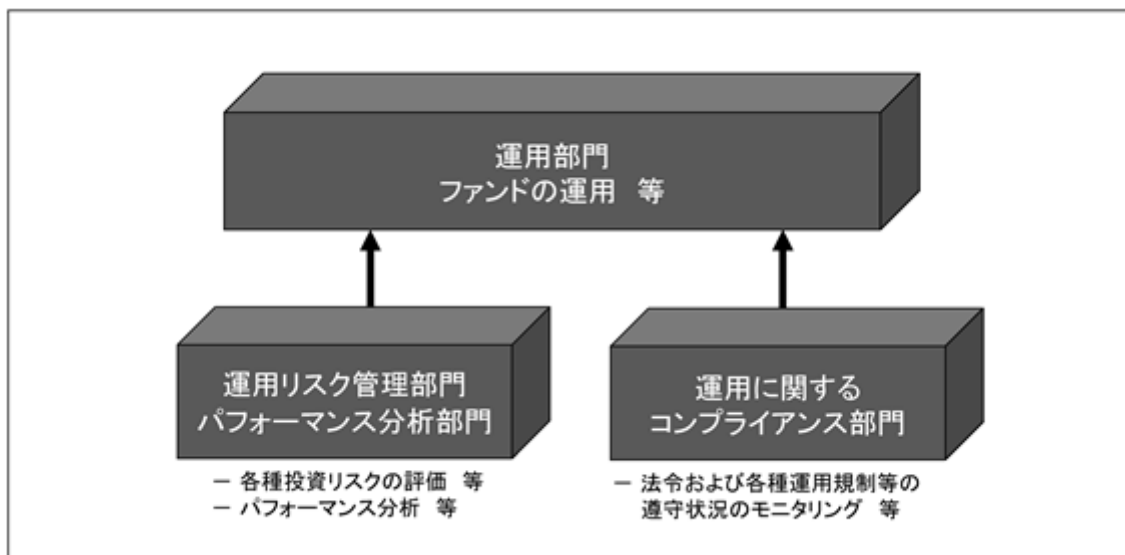 運用部門
ファンドの運用 等
運用リスク管理部門
パフォーマンス分析部門
－ 各種投資リスクの評価 等
－ パフォーマンス分析 等
運用に関する
コンプライアンス部門
－ 法令および各種運用規制等の
遵守状況のモニタリング 等